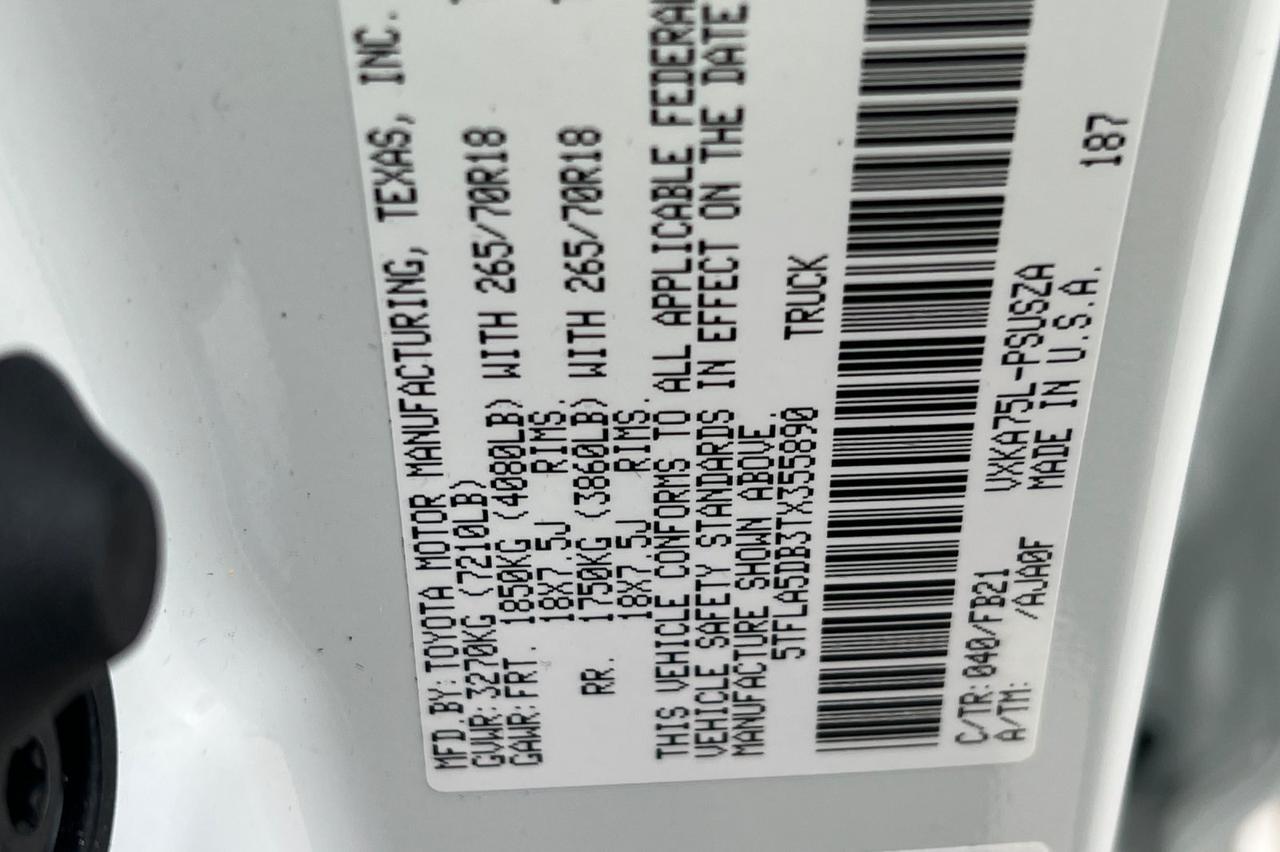 MFD.BY:TOYOTA MOTOR MANUFACTURING, TEXAS, INC.
GVWR:3270KG (7210LB)
GAWR:FRT. 1850KG (4080LB) WITH 265/70R18
18X7.5J RIMS.
RR. 1750KG (3860LB) WITH 265/70R18
18X7.5J RIMS.
THIS VEHICLE CONFORMS TO ALL APPLICABLE FEDERAL
VEHICLE SAFETY STANDARDS IN EFFECT ON THE DATE
MANUFACTURE SHOWN ABOVE.
5TFLA5DB3TX355890 TRUCK
C/TR:040/FB21 VXKA75L-PSUSZA 187
A/TM: /AJA0F MADE IN U.S.A.